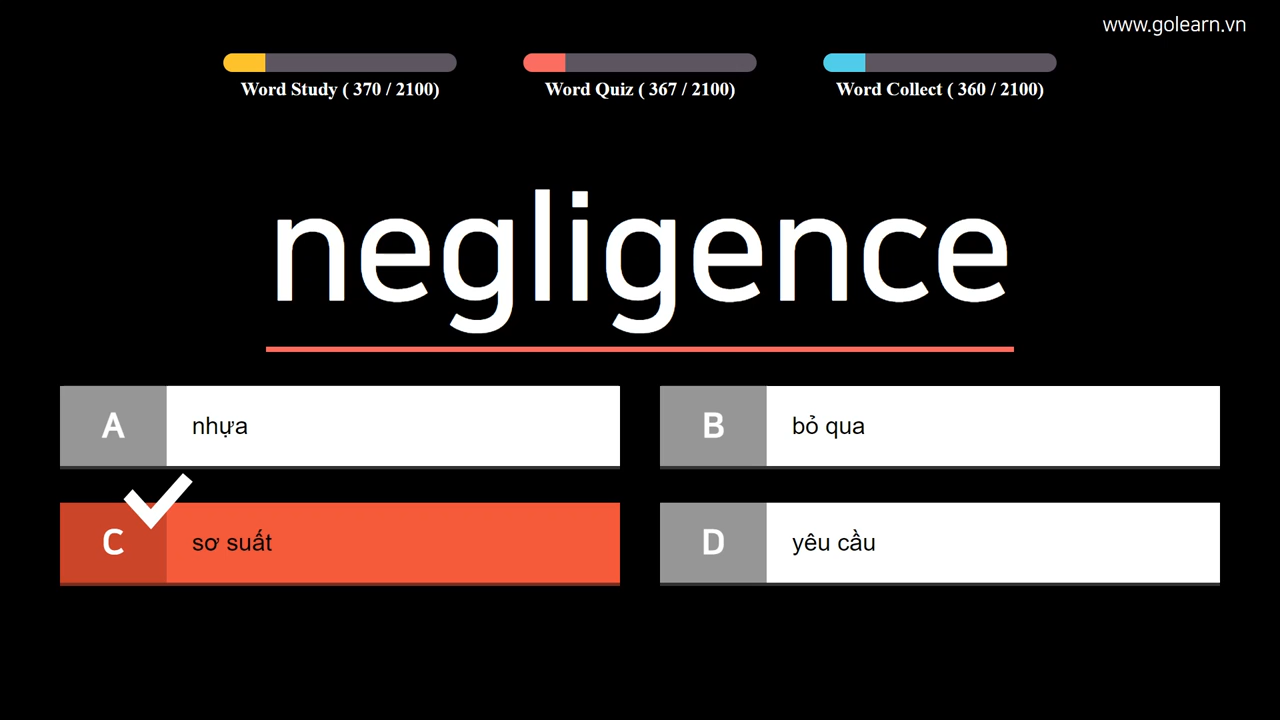 www.golearn.vn
Word Study ( 370 / 2100)
Word Quiz ( 367 / 2100)
Word Collect ( 360 / 2100)
negligence
A nhựa
B bỏ qua
C sơ suất
D yêu cầu